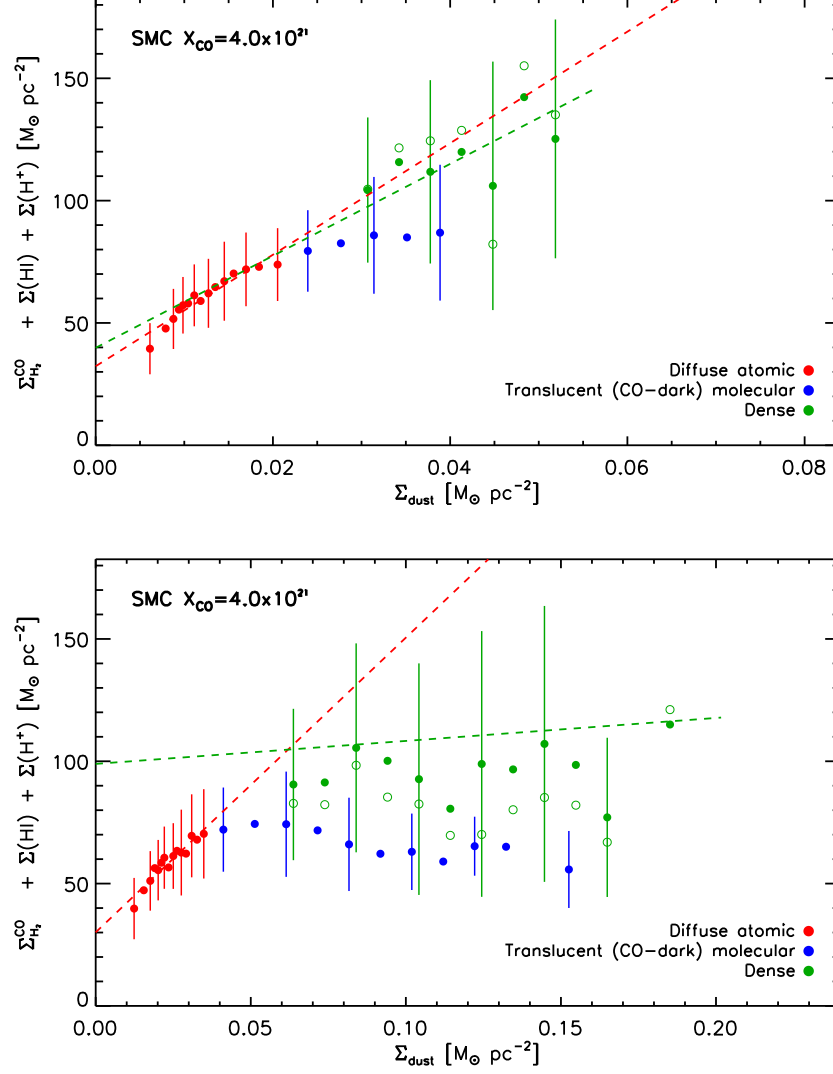 SMC X_CO=4.0x10^21
150
100
50
0
Σ^CO_H₂ + Σ(HI) + Σ(H⁺) [M⊙ pc⁻²]
Diffuse atomic
Translucent (CO-dark) molecular
Dense
0.00 0.02 0.04 0.06 0.08
Σ_dust [M⊙ pc⁻²]
SMC X_CO=4.0x10^21
150
100
50
0
Σ^CO_H₂ + Σ(HI) + Σ(H⁺) [M⊙ pc⁻²]
Diffuse atomic
Translucent (CO-dark) molecular
Dense
0.00 0.05 0.10 0.15 0.20
Σ_dust [M⊙ pc⁻²]